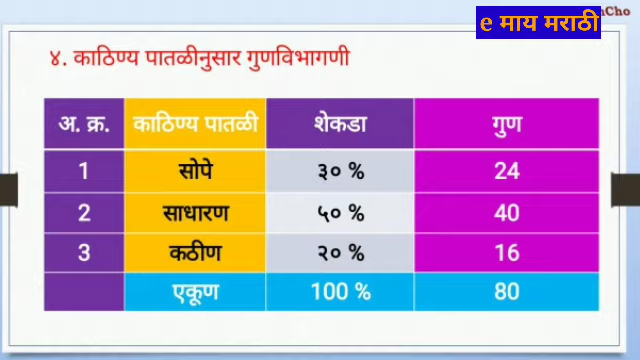 e माय मराठी
४. काठिण्य पातळीनुसार गुणविभागणी
अ. क्र. काठिण्य पातळी शेकडा गुण
1 सोपे ३० % 24
2 साधारण ५० % 40
3 कठीण २० % 16
एकूण 100 % 80